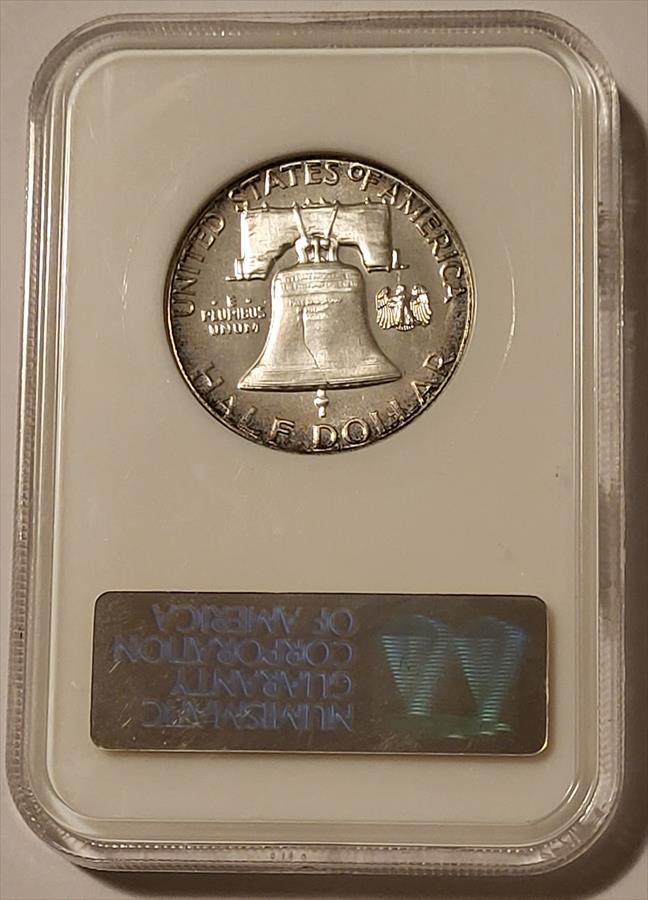 UNITED STATES OF AMERICA
E
PLURIBUS
UNUM
HALF DOLLAR
NUMISMATIC
GUARANTY
CORPORATION
OF AMERICA